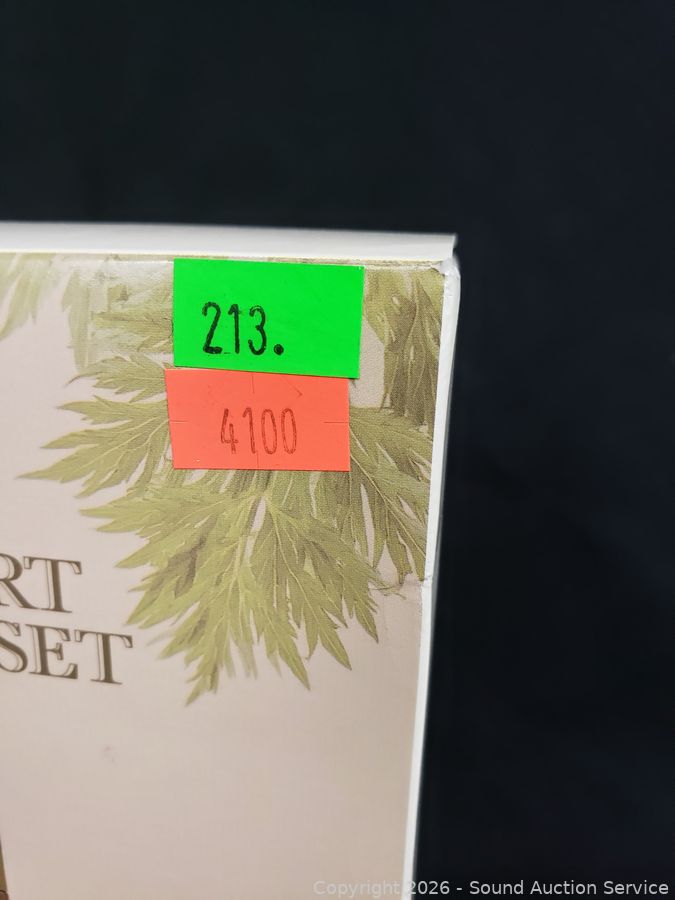 213.
4100
RT
SET
Copyright 2026 - Sound Auction Service